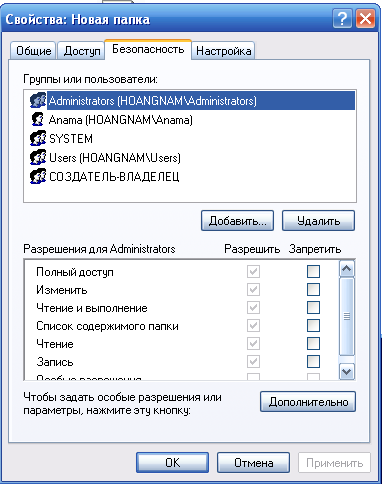 Свойства: Новая папка
Общие Доступ Безопасность Настройка
Группы или пользователи:
Administrators (HOANGNAM\Administrators)
Anama (HOANGNAM\Anama)
SYSTEM
Users (HOANGNAM\Users)
СОЗДАТЕЛЬ-ВЛАДЕЛЕЦ
Добавить... Удалить
Разрешения для Administrators Разрешить Запретить
Полный доступ
Изменить
Чтение и выполнение
Список содержимого папки
Чтение
Запись
Особые разрешения
Чтобы задать особые разрешения или
параметры, нажмите эту кнопку: Дополнительно
OK Отмена Применить